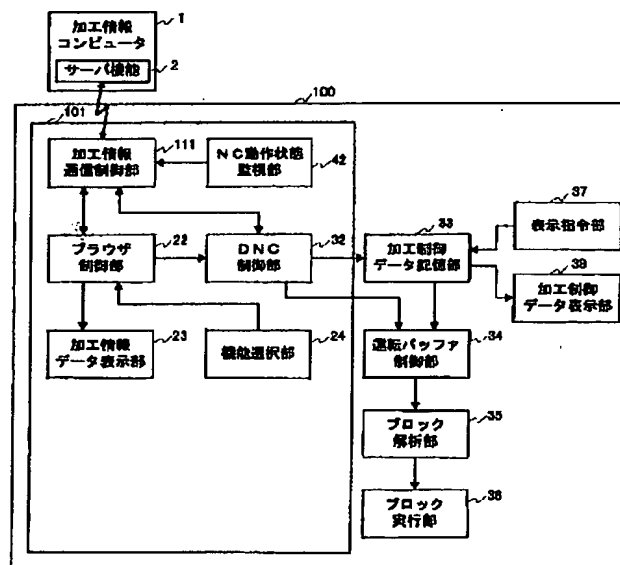 加工情報
コンピュータ
1
サーバ機能
2
100
101
加工情報
通信制御部
111
NC動作状態
監視部
42
ブラウザ
制御部
22
DNC
制御部
32
加工制御
データ記憶部
33
表示指令部
37
加工制御
データ表示部
38
加工情報
データ表示部
23
機能選択部
24
運転バッファ
制御部
34
ブロック
解析部
35
ブロック
実行部
36